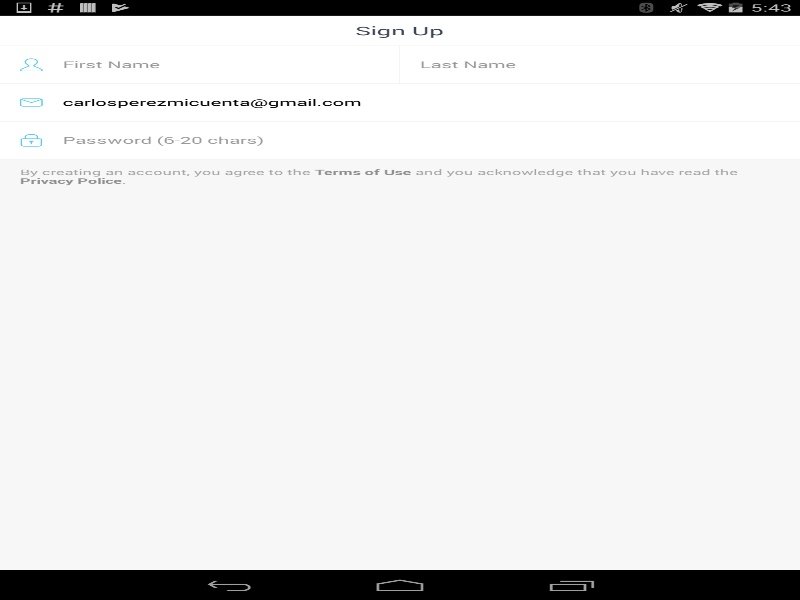 5:43
Sign Up
First Name
Last Name
carlosperezmicuenta@gmail.com
Password (6-20 chars)
By creating an account, you agree to the Terms of Use and you acknowledge that you have read the
Privacy Police.